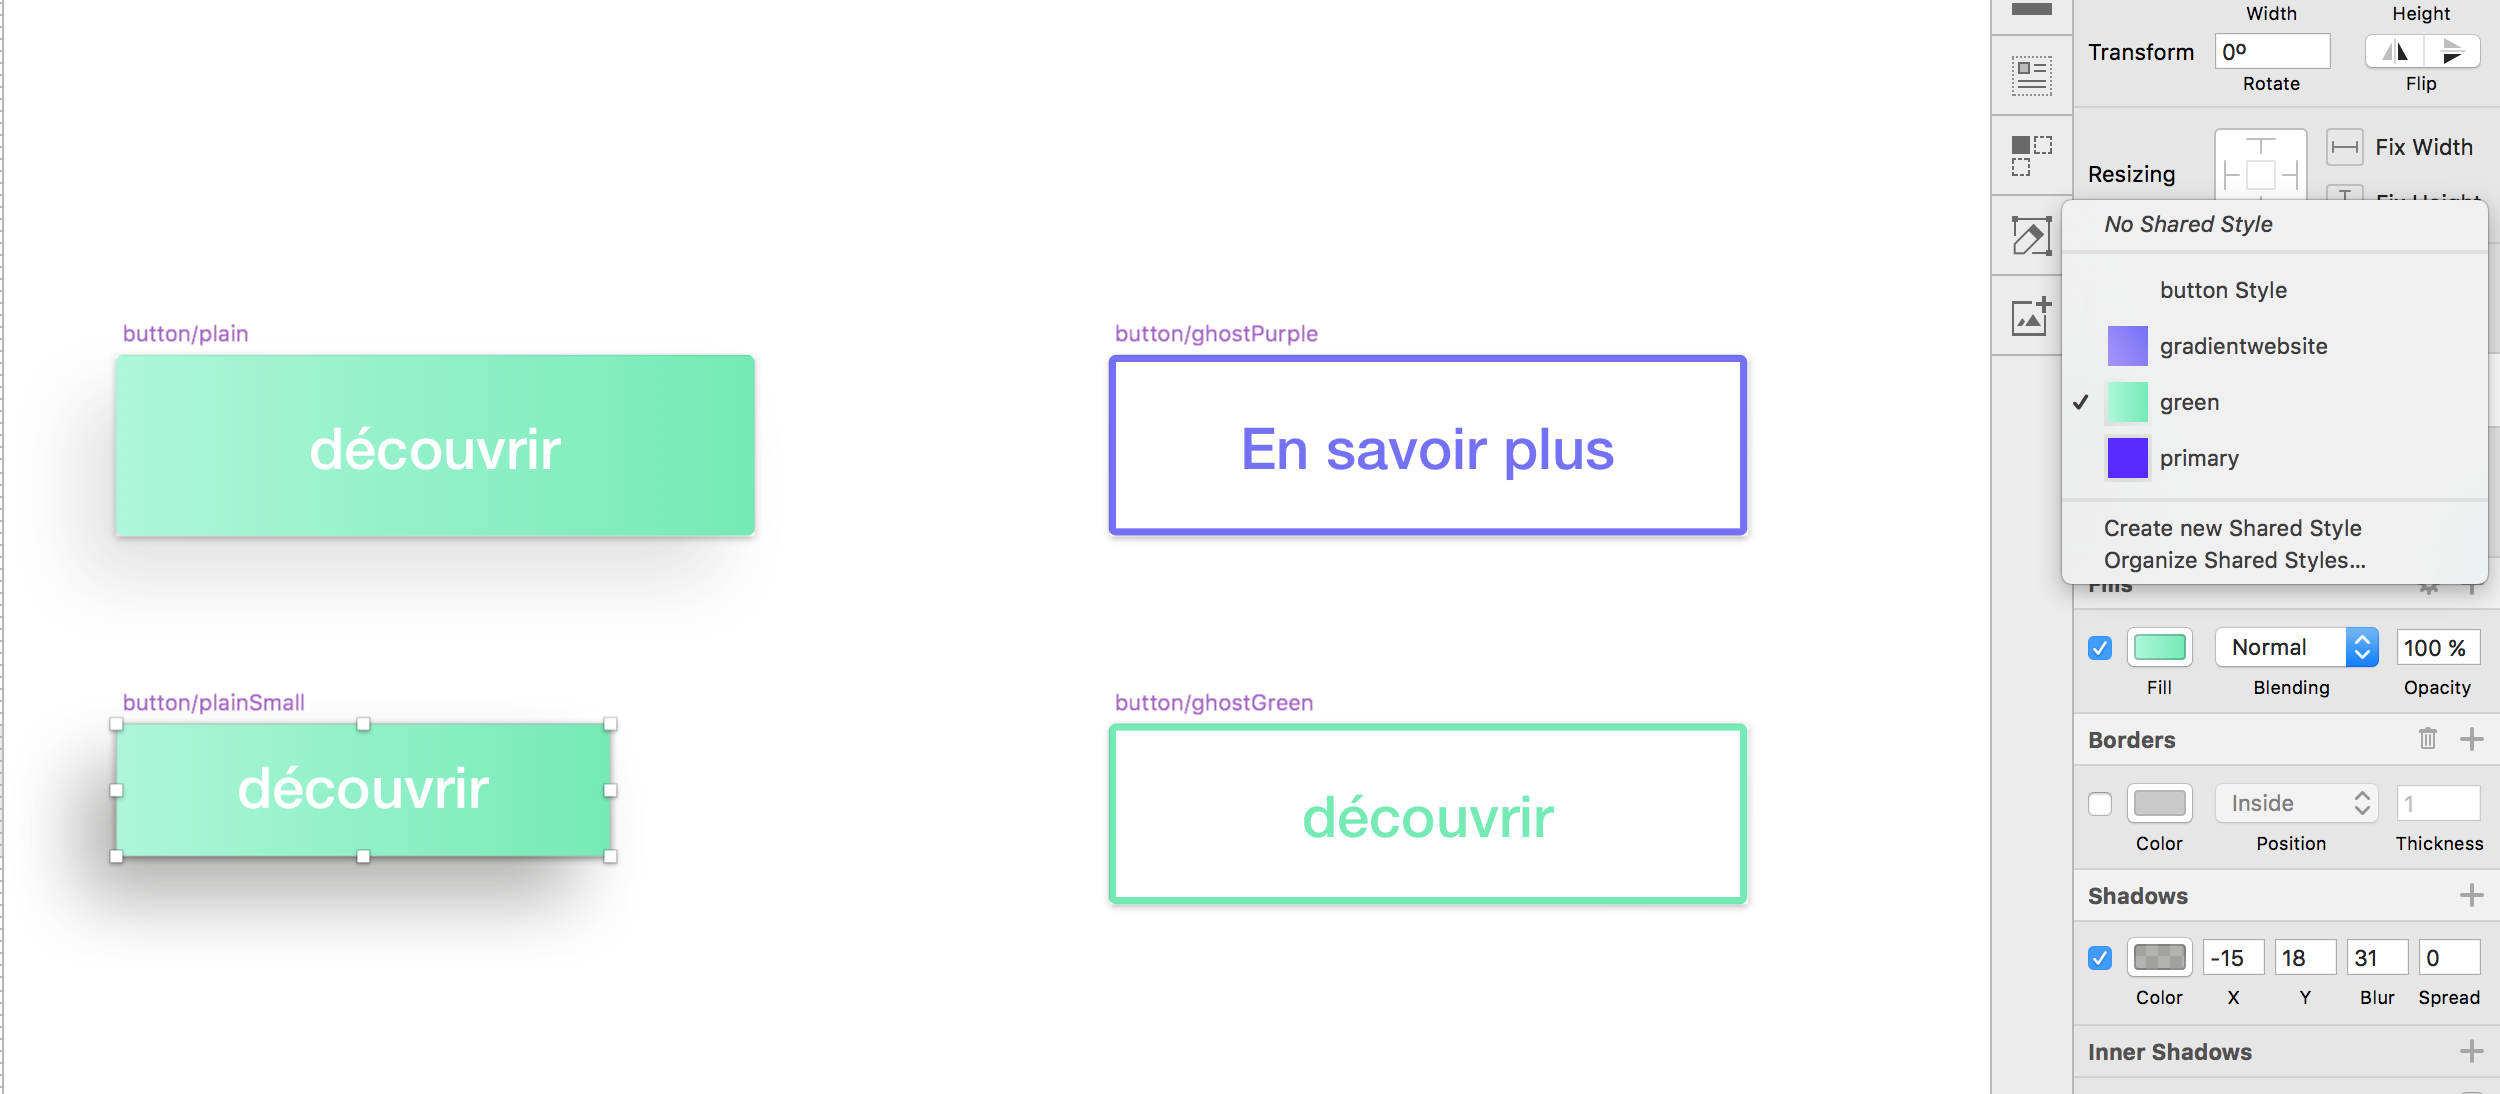 button/plain
découvrir
button/ghostPurple
En savoir plus
button/plainSmall
découvrir
button/ghostGreen
découvrir
Width Height
Transform 0º
Rotate Flip
Resizing Fix Width
Fix Height
No Shared Style
button Style
gradientwebsite
green
primary
Create new Shared Style
Organize Shared Styles...
Fills
Normal 100 %
Fill Blending Opacity
Borders
Inside 1
Color Position Thickness
Shadows
-15 18 31 0
Color X Y Blur Spread
Inner Shadows